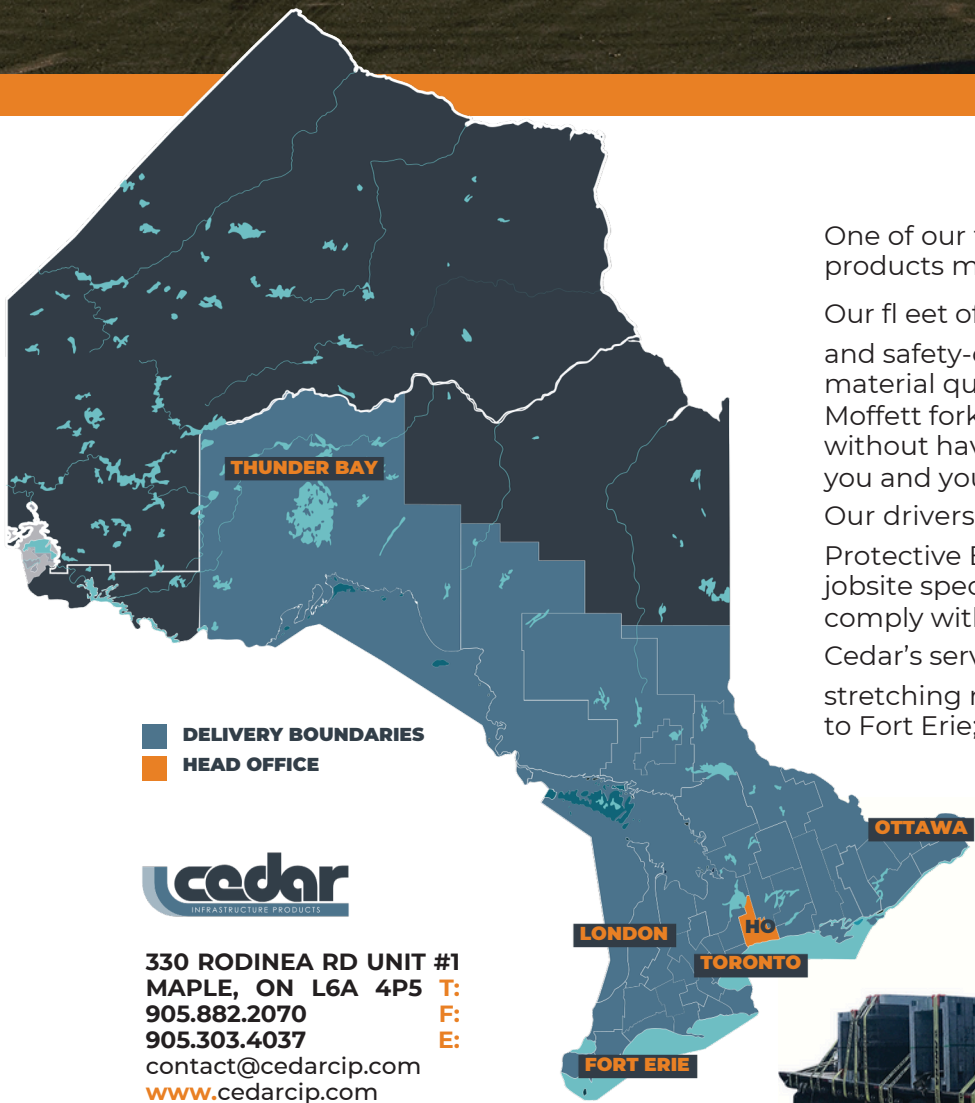 One of our
products m
Our fl eet of
and safety-
material qu
Moffett fork
without hav
you and you
Our drivers
Protective E
jobsite spec
comply with
Cedar's serv
stretching
to Fort Erie;
THUNDER BAY
DELIVERY BOUNDARIES
HEAD OFFICE
OTTAWA
LONDON
HO
TORONTO
FORT ERIE
cedar
INFRASTRUCTURE PRODUCTS
330 RODINEA RD UNIT #1
MAPLE, ON L6A 4P5 T:
905.882.2070 F:
905.303.4037 E:
contact@cedarcip.com
www.cedarcip.com